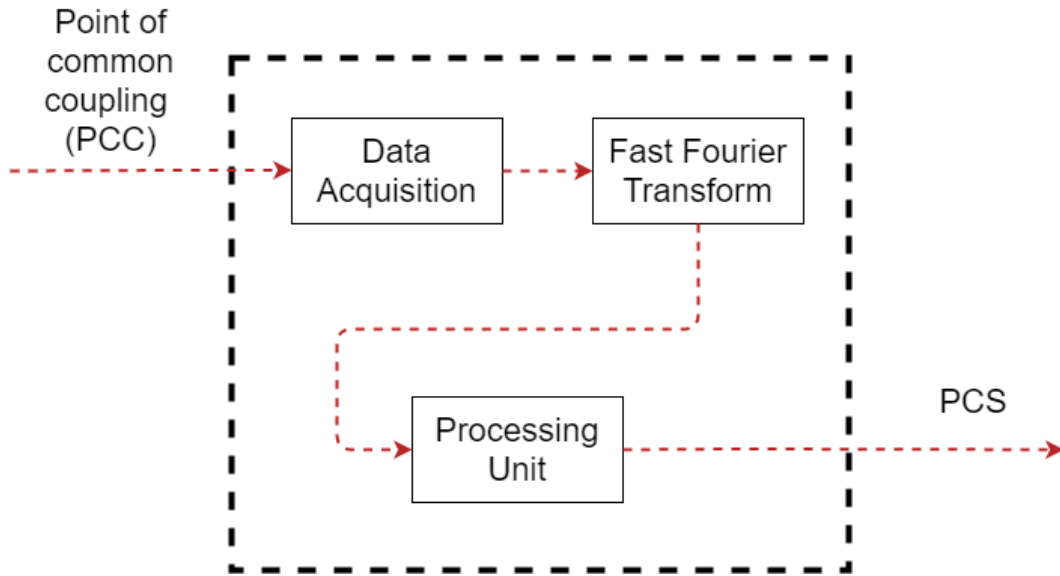 Point of
common
coupling
(PCC)
Data
Acquisition
Fast Fourier
Transform
Processing
Unit
PCS